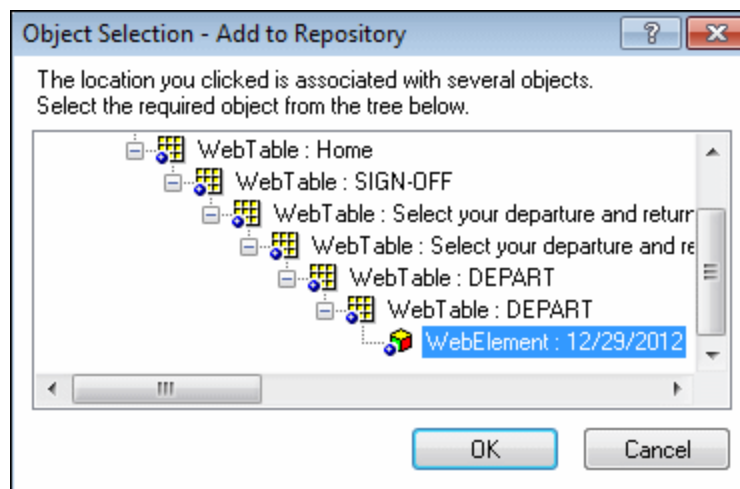 Object Selection - Add to Repository
The location you clicked is associated with several objects.
Select the required object from the tree below.
WebTable : Home
WebTable : SIGN-OFF
WebTable : Select your departure and return
WebTable : Select your departure and re
WebTable : DEPART
WebTable : DEPART
WebElement : 12/29/2012
OK Cancel